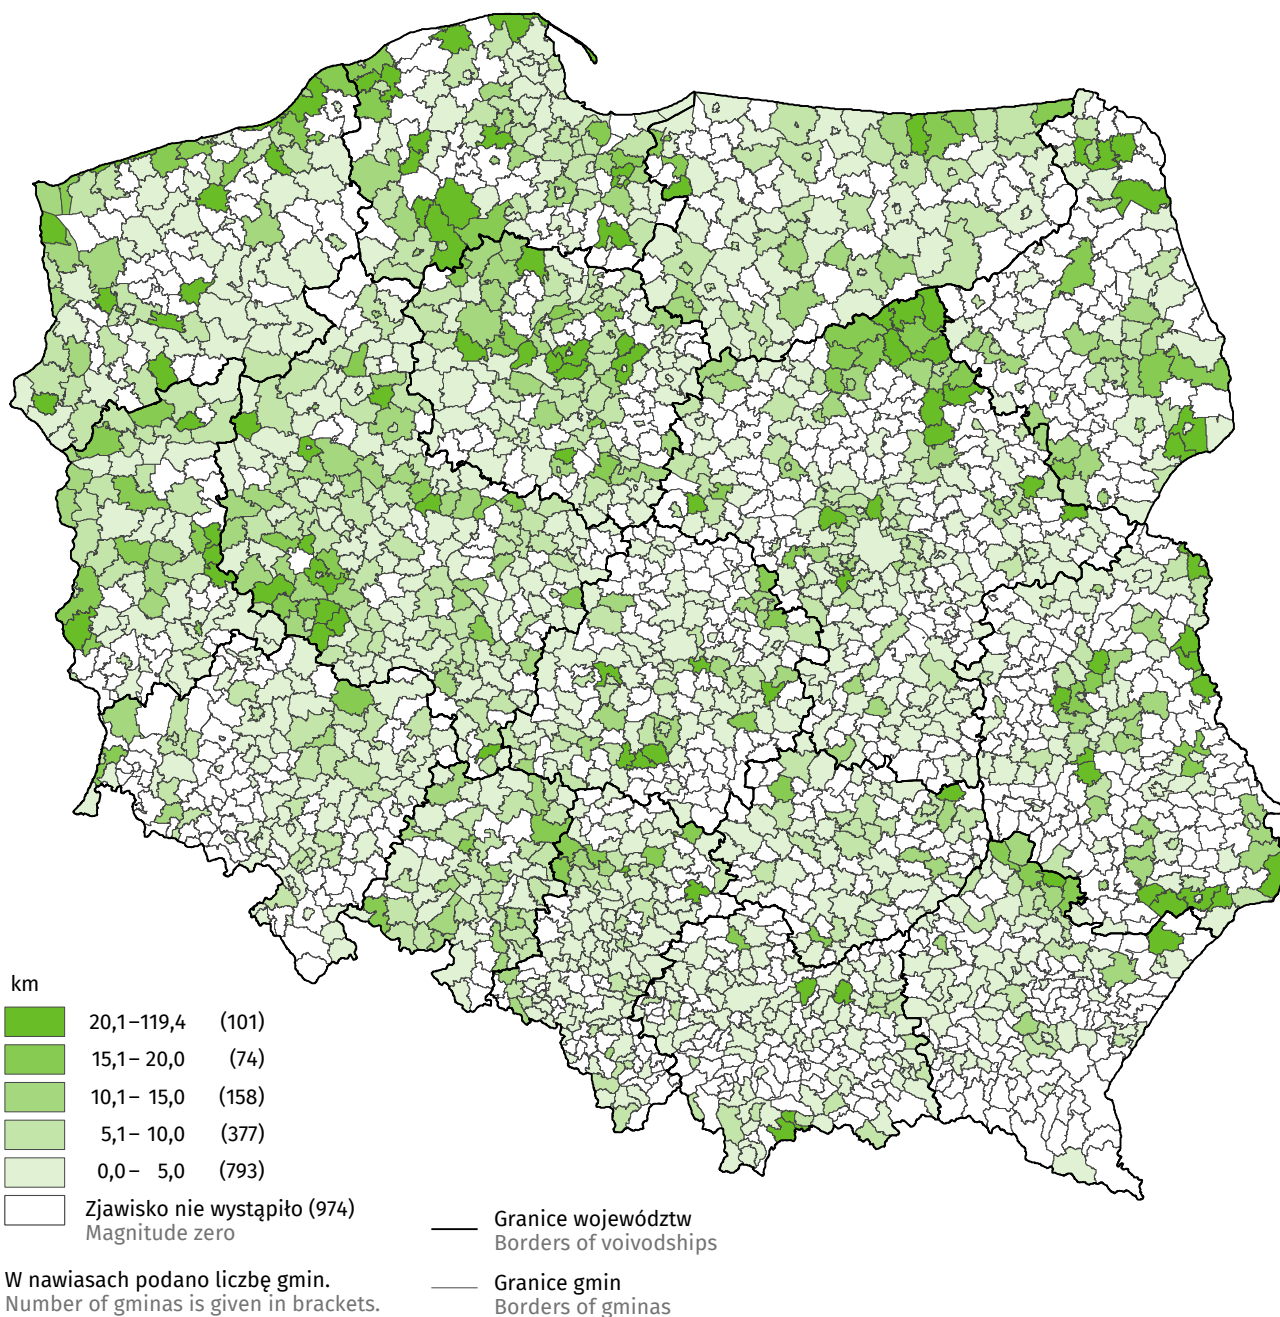 km
20,1–119,4 (101)
15,1– 20,0 (74)
10,1– 15,0 (158)
5,1– 10,0 (377)
0,0– 5,0 (793)
Zjawisko nie wystąpiło (974)
Magnitude zero
W nawiasach podano liczbę gmin.
Number of gminas is given in brackets.
Granice województw
Borders of voivodships
Granice gmin
Borders of gminas